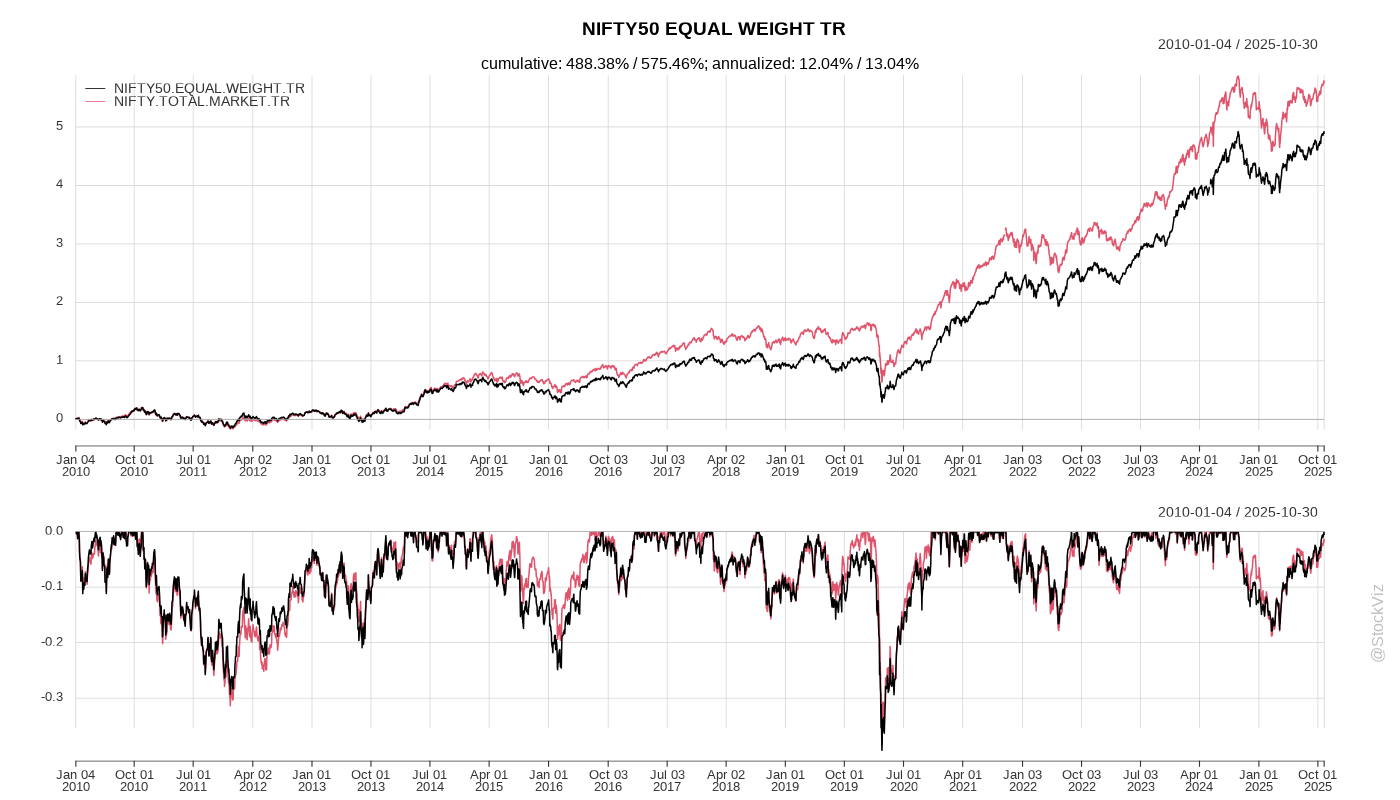 NIFTY50 EQUAL WEIGHT TR
2010-01-04 / 2025-10-30
cumulative: 488.38% / 575.46%; annualized: 12.04% / 13.04%
NIFTY50.EQUAL.WEIGHT.TR
NIFTY.TOTAL.MARKET.TR
5
4
3
2
1
0
Jan 04 Oct 01 Jul 01 Apr 02 Jan 01 Oct 01 Jul 01 Apr 01 Jan 01 Oct 03 Jul 03 Apr 02 Jan 01 Oct 01 Jul 01 Apr 01 Jan 03 Oct 03 Jul 03 Apr 01 Jan 01 Oct 01
2010 2010 2011 2012 2013 2013 2014 2015 2016 2016 2017 2018 2019 2019 2020 2021 2022 2022 2023 2024 2025 2025
2010-01-04 / 2025-10-30
0.0
-0.1
-0.2
-0.3
Jan 04 Oct 01 Jul 01 Apr 02 Jan 01 Oct 01 Jul 01 Apr 01 Jan 01 Oct 03 Jul 03 Apr 02 Jan 01 Oct 01 Jul 01 Apr 01 Jan 03 Oct 03 Jul 03 Apr 01 Jan 01 Oct 01
2010 2010 2011 2012 2013 2013 2014 2015 2016 2016 2017 2018 2019 2019 2020 2021 2022 2022 2023 2024 2025 2025
@StockViz